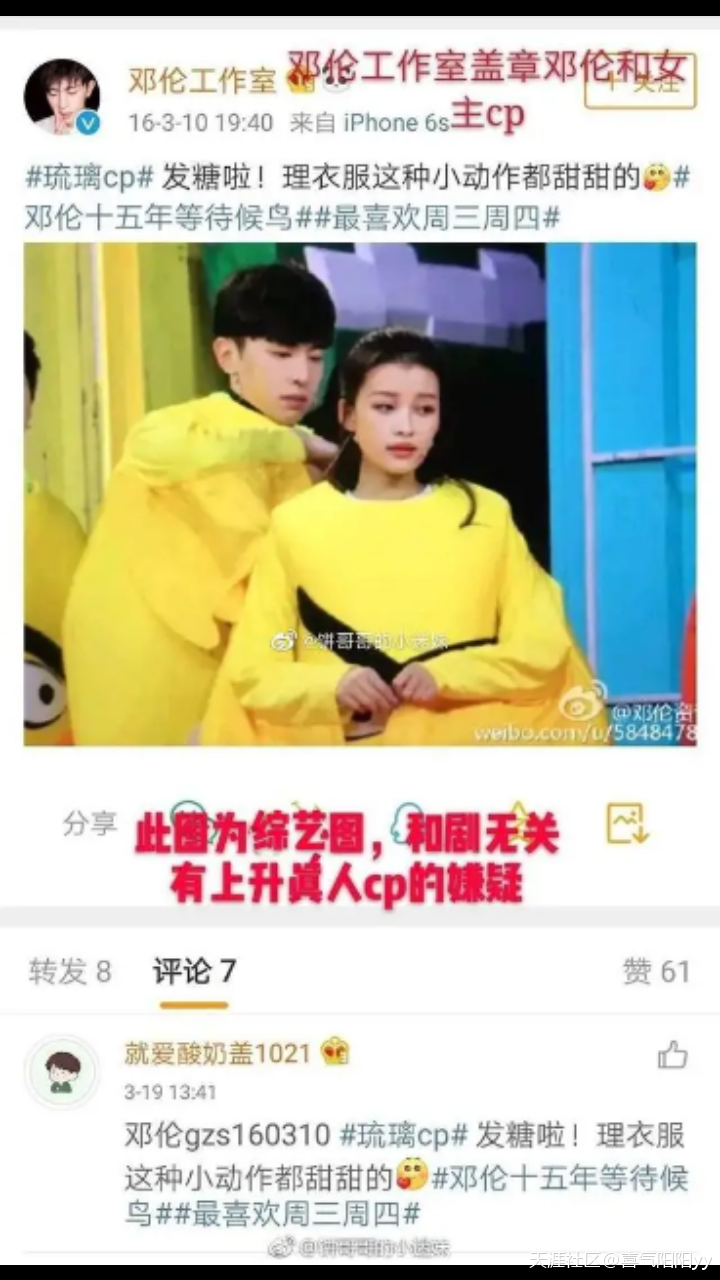 邓伦工作室
邓伦工作室盖章邓伦和女
主cp
关注
16-3-10 19:40 来自 iPhone 6s
#琉璃cp# 发糖啦！理衣服这种小动作都甜甜的#
邓伦十五年等待候鸟##最喜欢周三周四#
@饼哥哥的小迷妹
@邓伦资
weibo.com/u/5848478
分享
此图为综艺图，和剧无关
有上升真人cp的嫌疑
转发 8 评论 7 赞 61
就爱酸奶盖1021
3-19 13:41
邓伦gzs160310 #琉璃cp# 发糖啦！理衣服
这种小动作都甜甜的#邓伦十五年等待候
鸟##最喜欢周三周四#
@饼哥哥的小迷妹
天涯社区@喜气阳阳yy